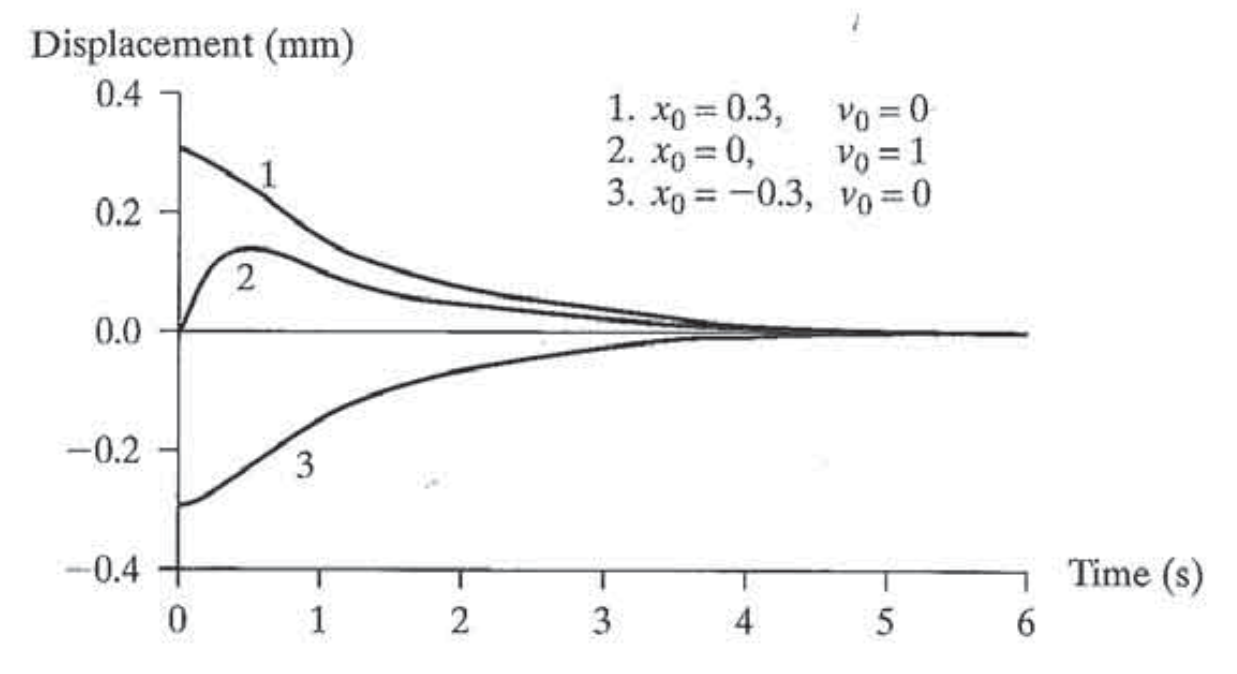 Displacement (mm)
0.4
1. x₀ = 0.3, v₀ = 0
2. x₀ = 0, v₀ = 1
3. x₀ = −0.3, v₀ = 0
1
0.2
2
0.0
−0.2
3
−0.4
Time (s)
0 1 2 3 4 5 6